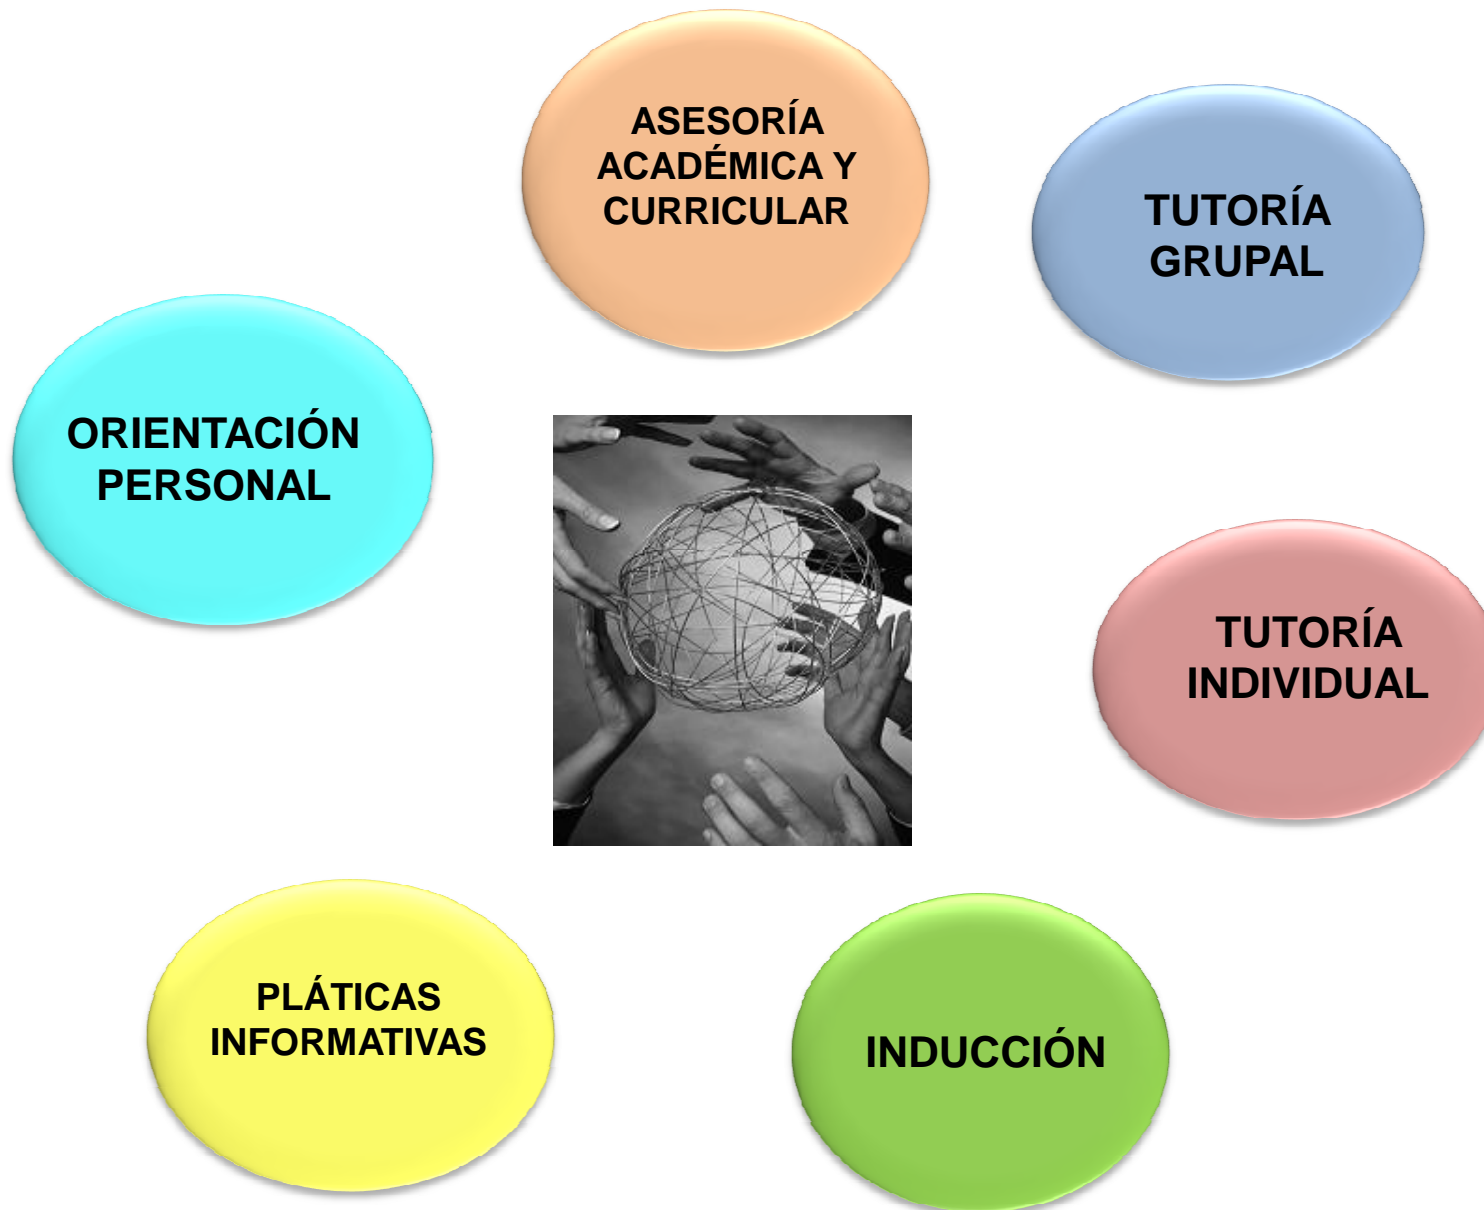 ASESORÍA
ACADÉMICA Y
CURRICULAR
TUTORÍA
GRUPAL
ORIENTACIÓN
PERSONAL
TUTORÍA
INDIVIDUAL
PLÁTICAS
INFORMATIVAS
INDUCCIÓN